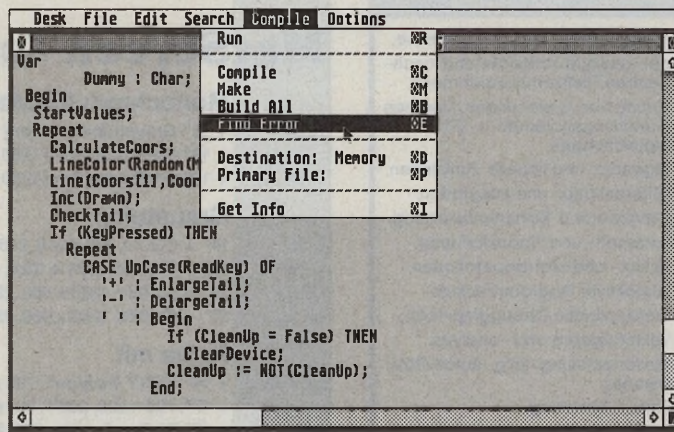 Desk File Edit Search Compile Options
Run ⌘R
Compile ⌘C
Make ⌘M
Build All ⌘B
Find Error ⌘E
Destination: Memory ⌘D
Primary File: ⌘P
Get Info ⌘I
Var
Dummy : Char;
Begin
StartValues;
Repeat
CalculateCoors;
LineColor(Random(M
Line(Coors[i],Coor
Inc(Drawn);
CheckTail;
If (KeyPressed) THEN
Repeat
CASE UpCase(ReadKey) OF
'+' : EnlargeTail;
'-' : DelargeTail;
' ' : Begin
If (CleanUp = False) THEN
ClearDevice;
CleanUp := NOT(CleanUp);
End;